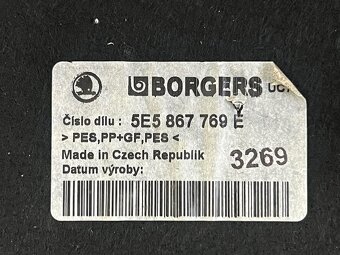 BORGERS
Číslo dílu : 5E5 867 769 E
> PES,PP+GF,PES <
Made in Czech Republik
3269
Datum výroby: